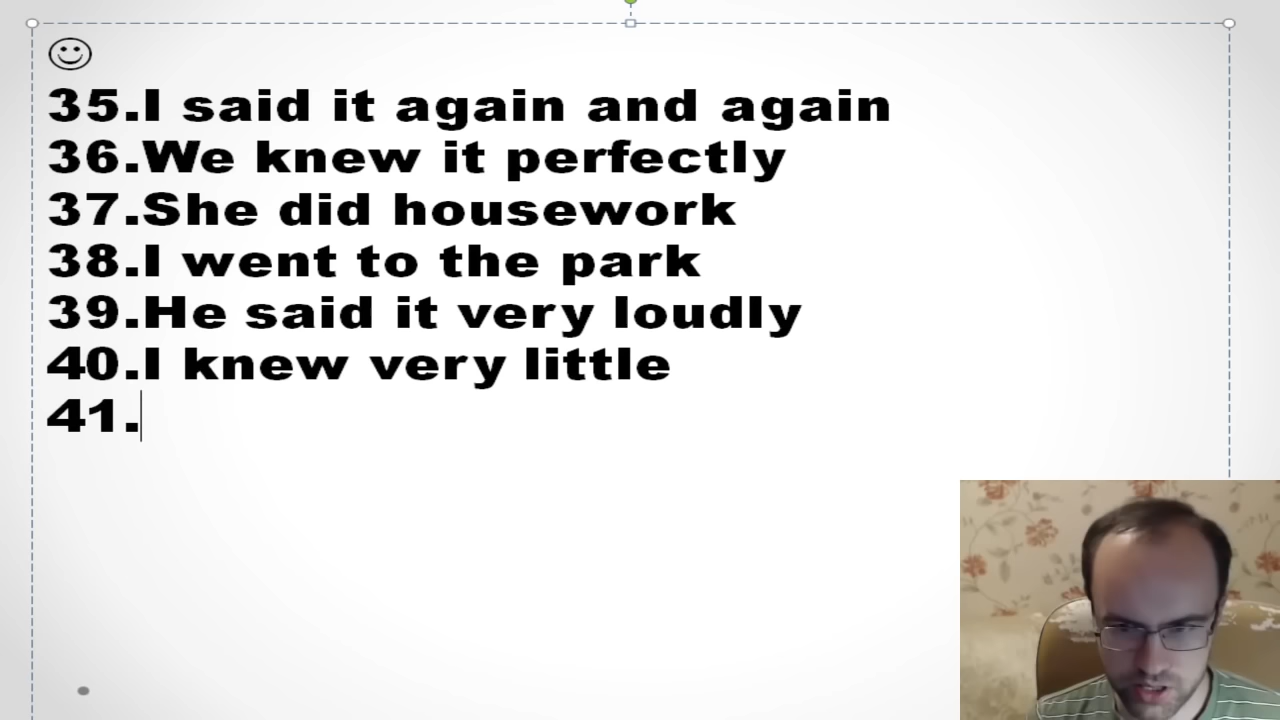 35.I said it again and again
36.We knew it perfectly
37.She did housework
38.I went to the park
39.He said it very loudly
40.I knew very little
41.